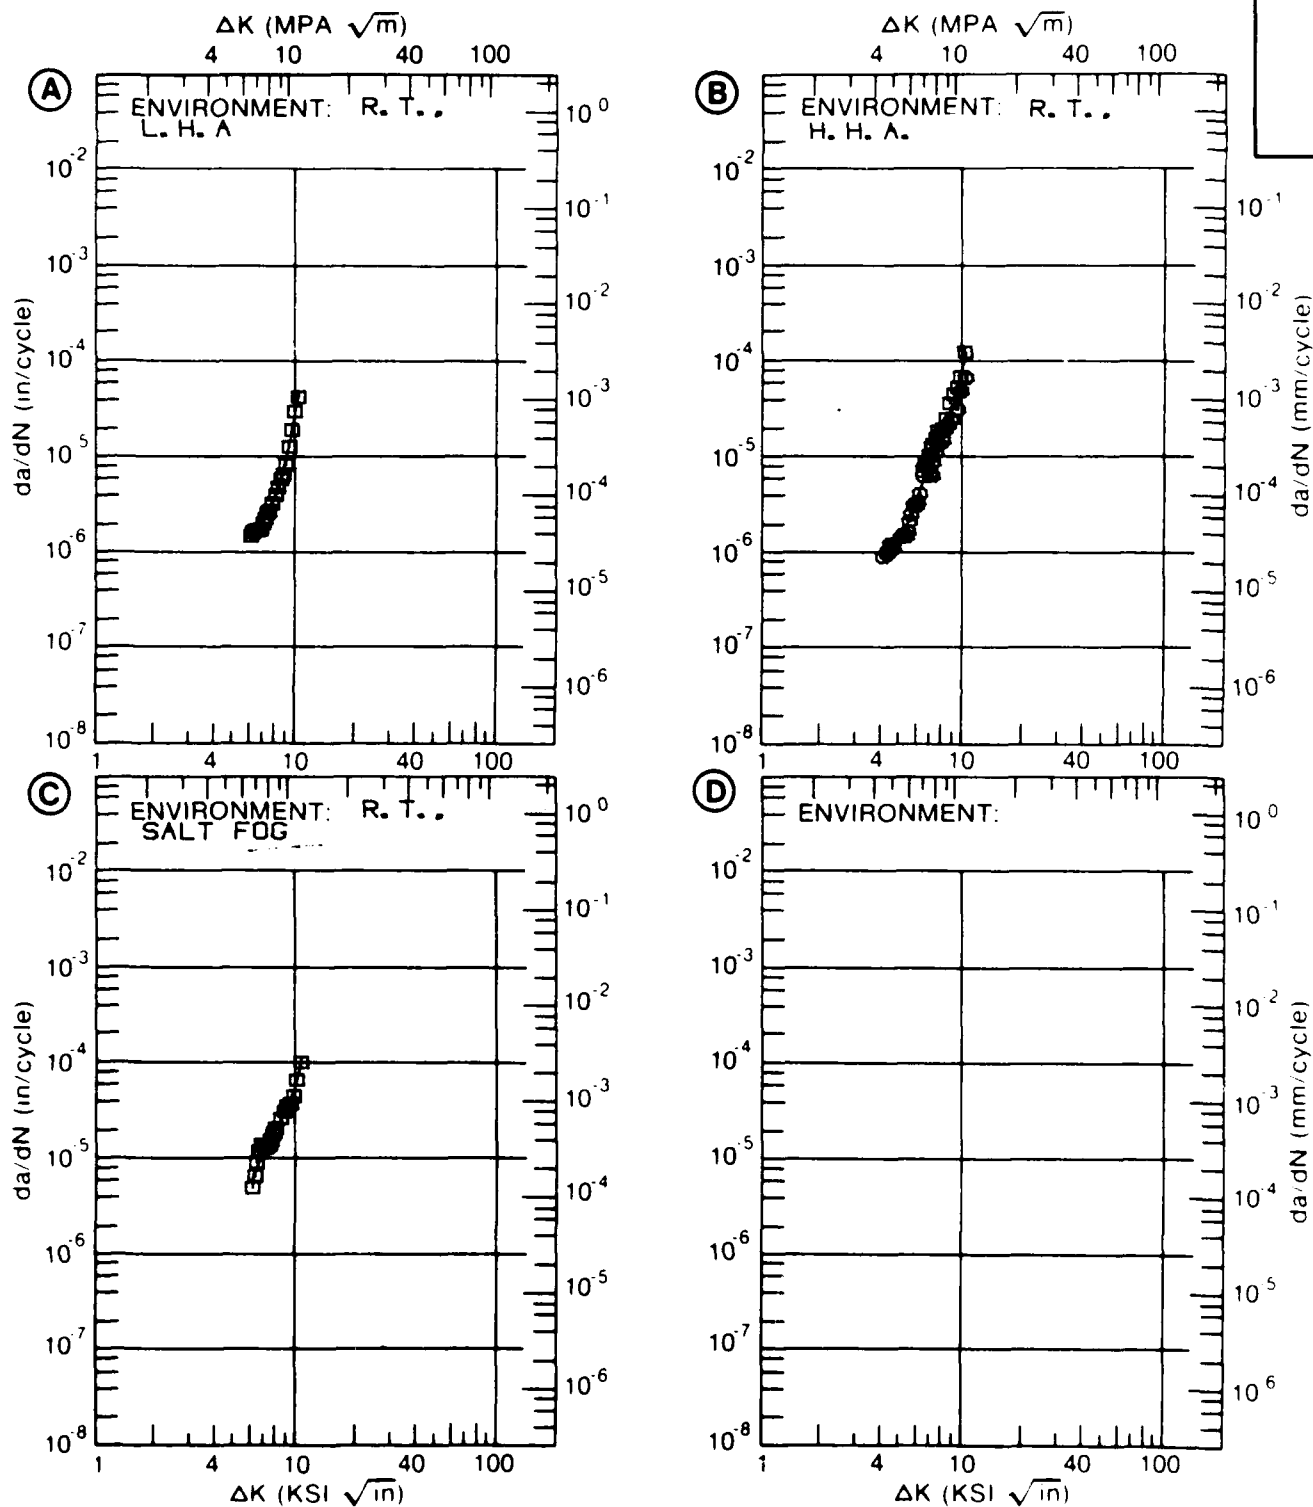 ΔK (MPA √m)
4 10 40 100
ΔK (MPA √m)
4 10 40 100
A
ENVIRONMENT: R. T. ,
L. H. A
da/dN (in/cycle)
10^-2
10^-3
10^-4
10^-5
10^-6
10^-7
10^-8
10^0
10^-1
10^-2
10^-3
10^-4
10^-5
10^-6
1 4 10 40 100
B
ENVIRONMENT: R. T. ,
H. H. A.
10^-2
10^-3
10^-4
10^-5
10^-6
10^-7
10^-8
10^-1
10^-2
10^-3
10^-4
10^-5
10^-6
da/dN (mm/cycle)
1 4 10 40 100
C
ENVIRONMENT: R. T. ,
SALT FOG
da/dN (in/cycle)
10^-2
10^-3
10^-4
10^-5
10^-6
10^-7
10^-8
10^0
10^-1
10^-2
10^-3
10^-4
10^-5
10^-6
1 4 10 40 100
ΔK (KSI √in)
D
ENVIRONMENT:
10^-2
10^-3
10^-4
10^-5
10^-6
10^-7
10^-8
10^0
10^-1
10^-2
10^-3
10^-4
10^-5
10^6
da/dN (mm/cycle)
1 4 10 40 100
ΔK (KSI √in)